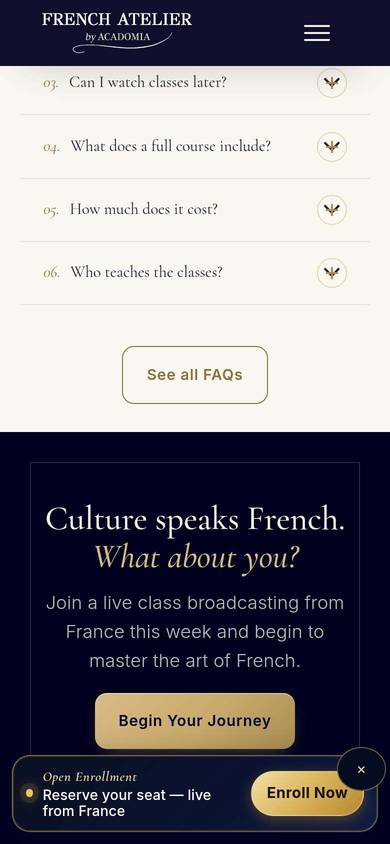 FRENCH ATELIER
by ACADOMIA
03. Can I watch classes later?
04. What does a full course include?
05. How much does it cost?
06. Who teaches the classes?
See all FAQs
Culture speaks French.
What about you?
Join a live class broadcasting from
France this week and begin to
master the art of French.
Begin Your Journey
×
Open Enrollment
Reserve your seat — live
from France
Enroll Now